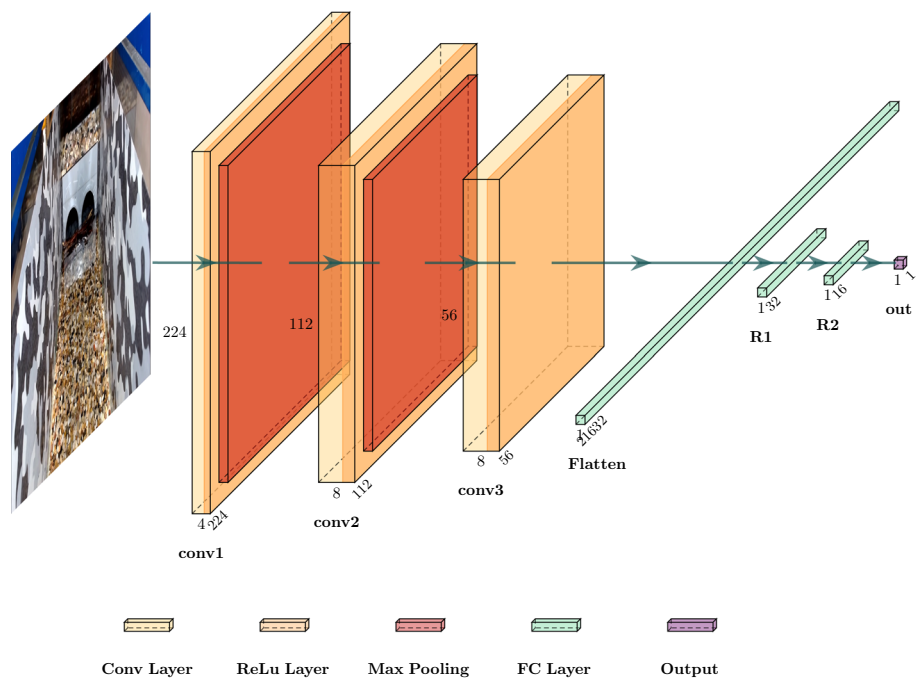 224
4
224
conv1
112
8
112
conv2
56
8
56
conv3
1
21632
Flatten
1
32
R1
1
16
R2
1
1
out
Conv Layer
ReLu Layer
Max Pooling
FC Layer
Output